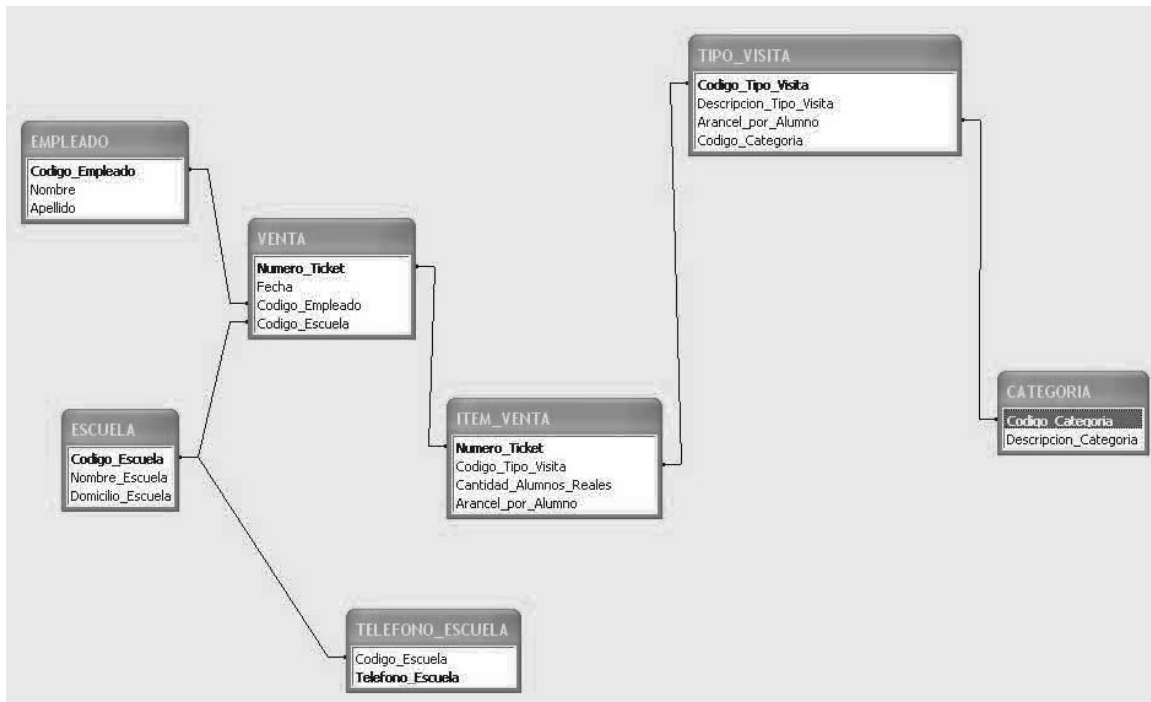 TIPO_VISITA
Codigo_Tipo_Visita
Descripcion_Tipo_Visita
Arancel_por_Alumno
Codigo_Categoria
EMPLEADO
Codigo_Empleado
Nombre
Apellido
VENTA
Numero_Ticket
Fecha
Codigo_Empleado
Codigo_Escuela
CATEGORIA
Codigo_Categoria
Descripcion_Categoria
ESCUELA
Codigo_Escuela
Nombre_Escuela
Domicilio_Escuela
ITEM_VENTA
Numero_Ticket
Codigo_Tipo_Visita
Cantidad_Alumnos_Reales
Arancel_por_Alumno
TELEFONO_ESCUELA
Codigo_Escuela
Telefono_Escuela